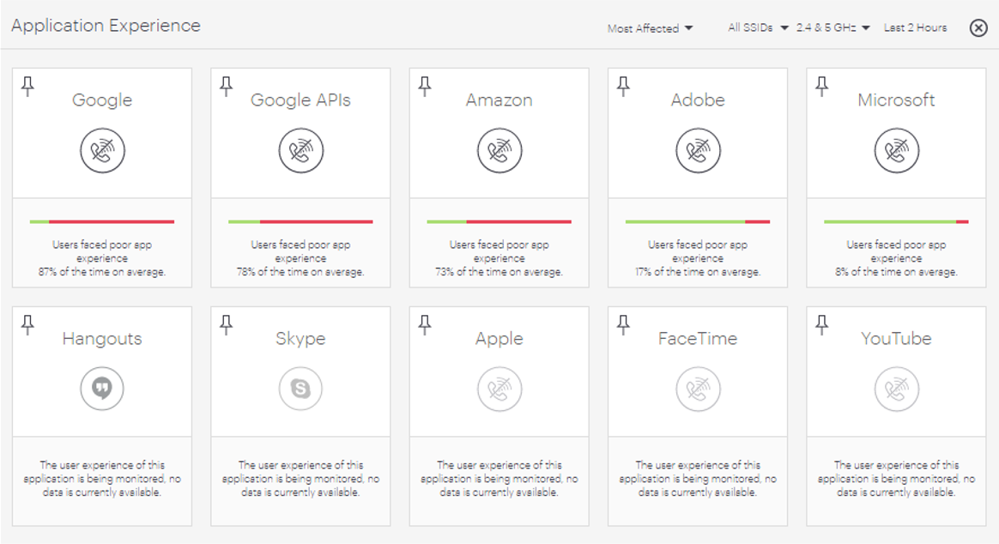 Application Experience
Most Affected
All SSIDs
2.4 & 5 GHz
Last 2 Hours
Google
Google APIs
Amazon
Adobe
Microsoft
Users faced poor app
experience
87% of the time on average.
Users faced poor app
experience
78% of the time on average.
Users faced poor app
experience
73% of the time on average.
Users faced poor app
experience
17% of the time on average.
Users faced poor app
experience
8% of the time on average.
Hangouts
Skype
Apple
FaceTime
YouTube
The user experience of this
application is being monitored, no
data is currently available.
The user experience of this
application is being monitored, no
data is currently available.
The user experience of this
application is being monitored, no
data is currently available.
The user experience of this
application is being monitored, no
data is currently available.
The user experience of this
application is being monitored, no
data is currently available.